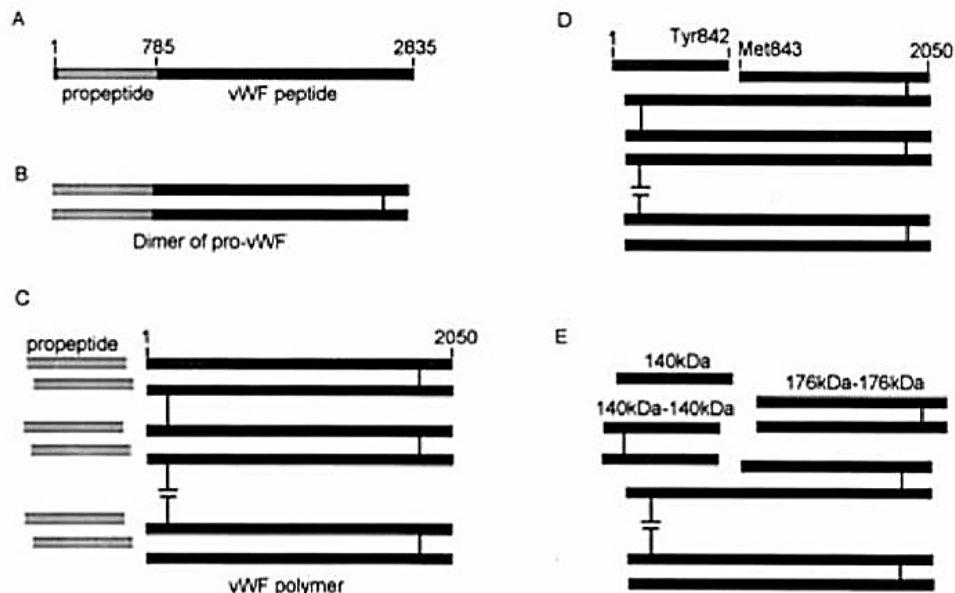 A
1 785 2835
propeptide vWF peptide
B
Dimer of pro-vWF
C
propeptide
1 2050
vWF polymer
D
1 Tyr842 Met843 2050
E
140kDa
176kDa-176kDa
140kDa-140kDa